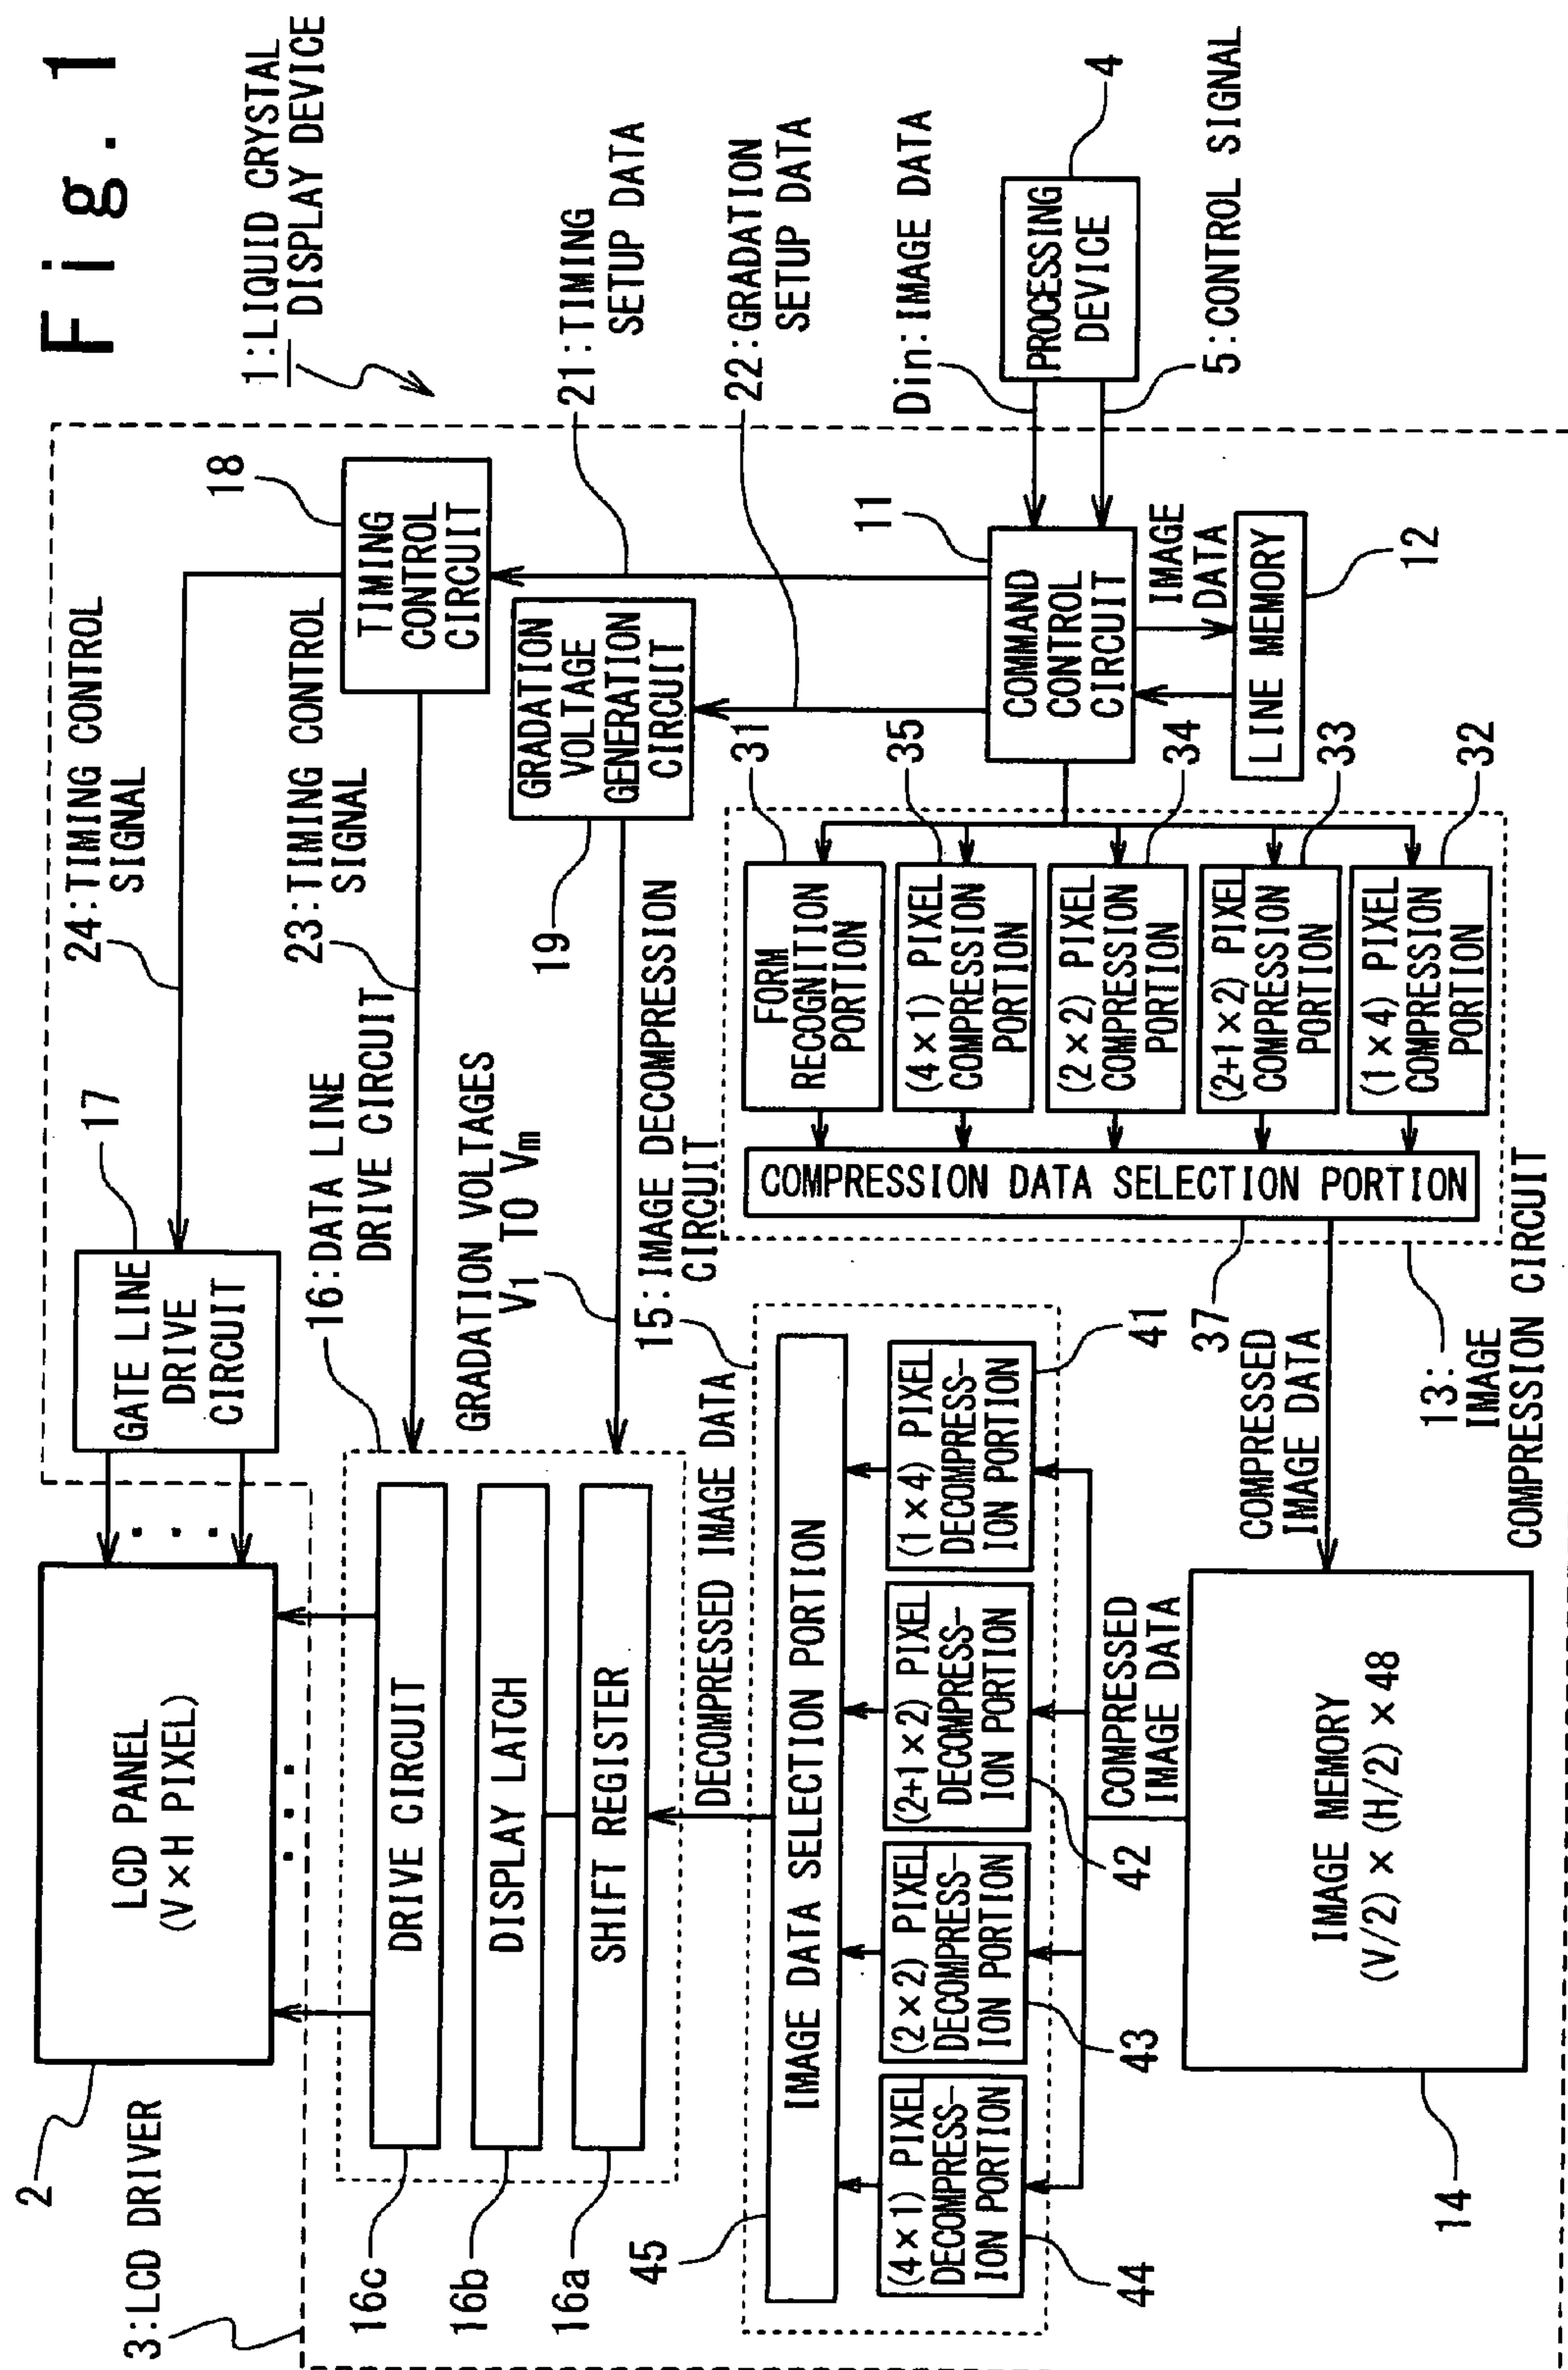 Fig. 1
1:LIQUID CRYSTAL
DISPLAY DEVICE
3:LCD DRIVER
2
LCD PANEL
(V×H PIXEL)
GATE LINE
DRIVE
CIRCUIT
17
24:TIMING CONTROL
SIGNAL
18
TIMING
CONTROL
CIRCUIT
23:TIMING CONTROL
SIGNAL
21:TIMING
SETUP DATA
16:DATA LINE
DRIVE CIRCUIT
16c
DRIVE CIRCUIT
16b
DISPLAY LATCH
16a
SHIFT REGISTER
GRADATION VOLTAGES
V1 TO Vm
19
GRADATION
VOLTAGE
GENERATION
CIRCUIT
22:GRADATION
SETUP DATA
DECOMPRESSED IMAGE DATA
15:IMAGE DECOMPRESSION
CIRCUIT
45
IMAGE DATA SELECTION PORTION
(4×1) PIXEL
DECOMPRESS-
ION PORTION
44
(2×2) PIXEL
DECOMPRESS-
ION PORTION
43
(2+1×2) PIXEL
DECOMPRESS-
ION PORTION
42
(1×4) PIXEL
DECOMPRESS-
ION PORTION
41
COMPRESSED
IMAGE DATA
IMAGE MEMORY
(V/2)×(H/2)×48
14
COMPRESSED
IMAGE DATA
37
COMPRESSION DATA SELECTION PORTION
13:
IMAGE
COMPRESSION CIRCUIT
FORM
RECOGNITION
PORTION
31
(4×1) PIXEL
COMPRESSION
PORTION
35
(2×2) PIXEL
COMPRESSION
PORTION
34
(2+1×2) PIXEL
COMPRESSION
PORTION
33
(1×4) PIXEL
COMPRESSION
PORTION
32
11
COMMAND
CONTROL
CIRCUIT
IMAGE
DATA
LINE MEMORY
12
Din:IMAGE DATA
PROCESSING
DEVICE
4
5:CONTROL SIGNAL